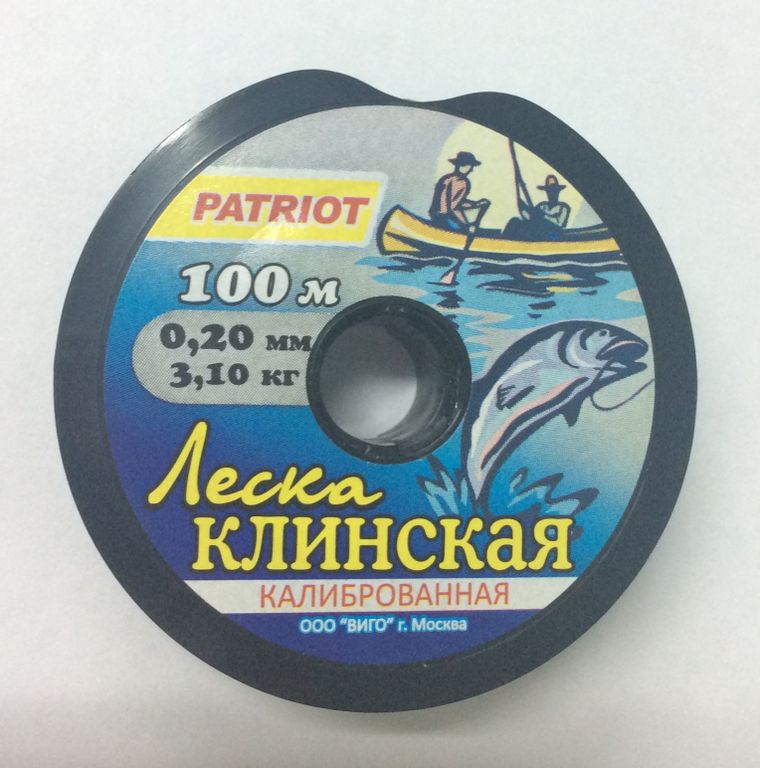 PATRIOT
100 м
0,20 мм
3,10 кг
Леска
КЛИНСКАЯ
КАЛИБРОВАННАЯ
ООО "ВИГО" г. Москва